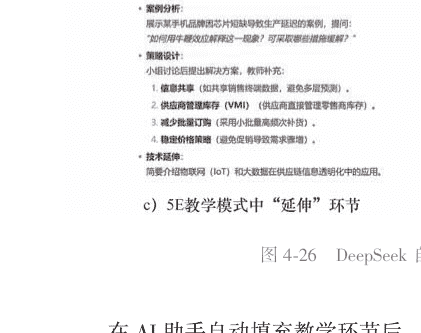 • 案例分析：
展示某手机品牌因芯片短缺导致生产延迟的案例，提问：
“如何用牛鞭效应解释这一现象？可采取哪些措施缓解？”
• 策略设计：
小组讨论后提出解决方案，教师补充：
1. 信息共享（如共享销售终端数据，避免多层预测）。
2. 供应商管理库存（VMI）（供应商直接管理零售商库存）。
3. 减少批量订购（采用小批量高频次补货）。
4. 稳定价格策略（避免促销导致需求骤增）。
• 技术延伸：
简要介绍物联网（IoT）和大数据在供应链信息透明化中的应用。
c）5E教学模式中“延伸”环节
图 4-26 DeepSeek
在 AI 助手自动填充教学环节后